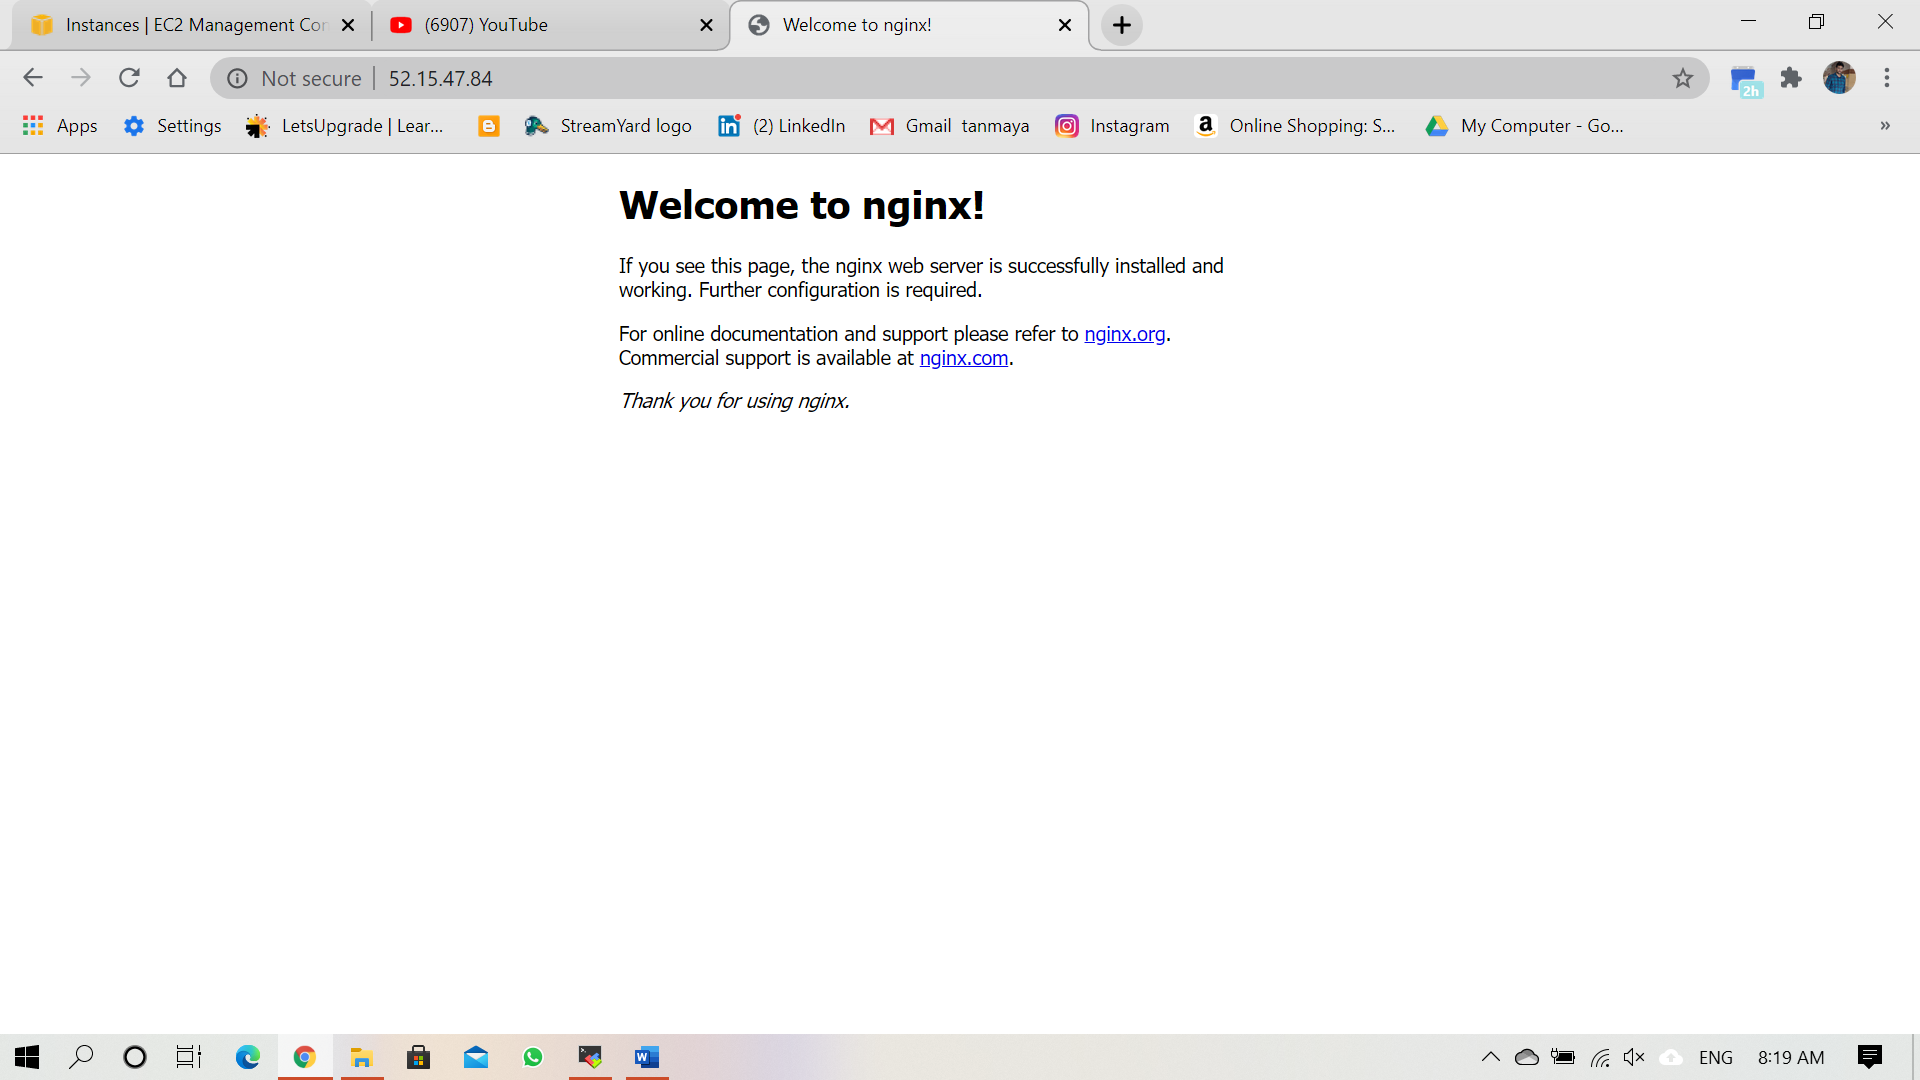 Instances | EC2 Management Con
(6907) YouTube
Welcome to nginx!
Not secure
52.15.47.84
2h
Apps
Settings
LetsUpgrade | Lear...
StreamYard logo
(2) LinkedIn
Gmail tanmaya
Instagram
Online Shopping: S...
My Computer - Go...
»
Welcome to nginx!
If you see this page, the nginx web server is successfully installed and
working. Further configuration is required.
For online documentation and support please refer to nginx.org.
Commercial support is available at nginx.com.
Thank you for using nginx.
ENG
8:19 AM